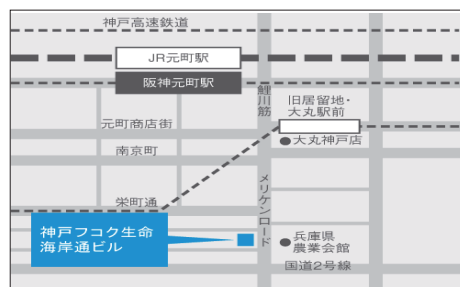 神戸高速鉄道
JR元町駅
阪神元町駅
鯉川筋
旧居留地・
大丸駅前
元町商店街
大丸神戸店
南京町
メリケンロード
栄町通
神戸フコク生命
海岸通ビル
兵庫県
農業会館
国道2号線